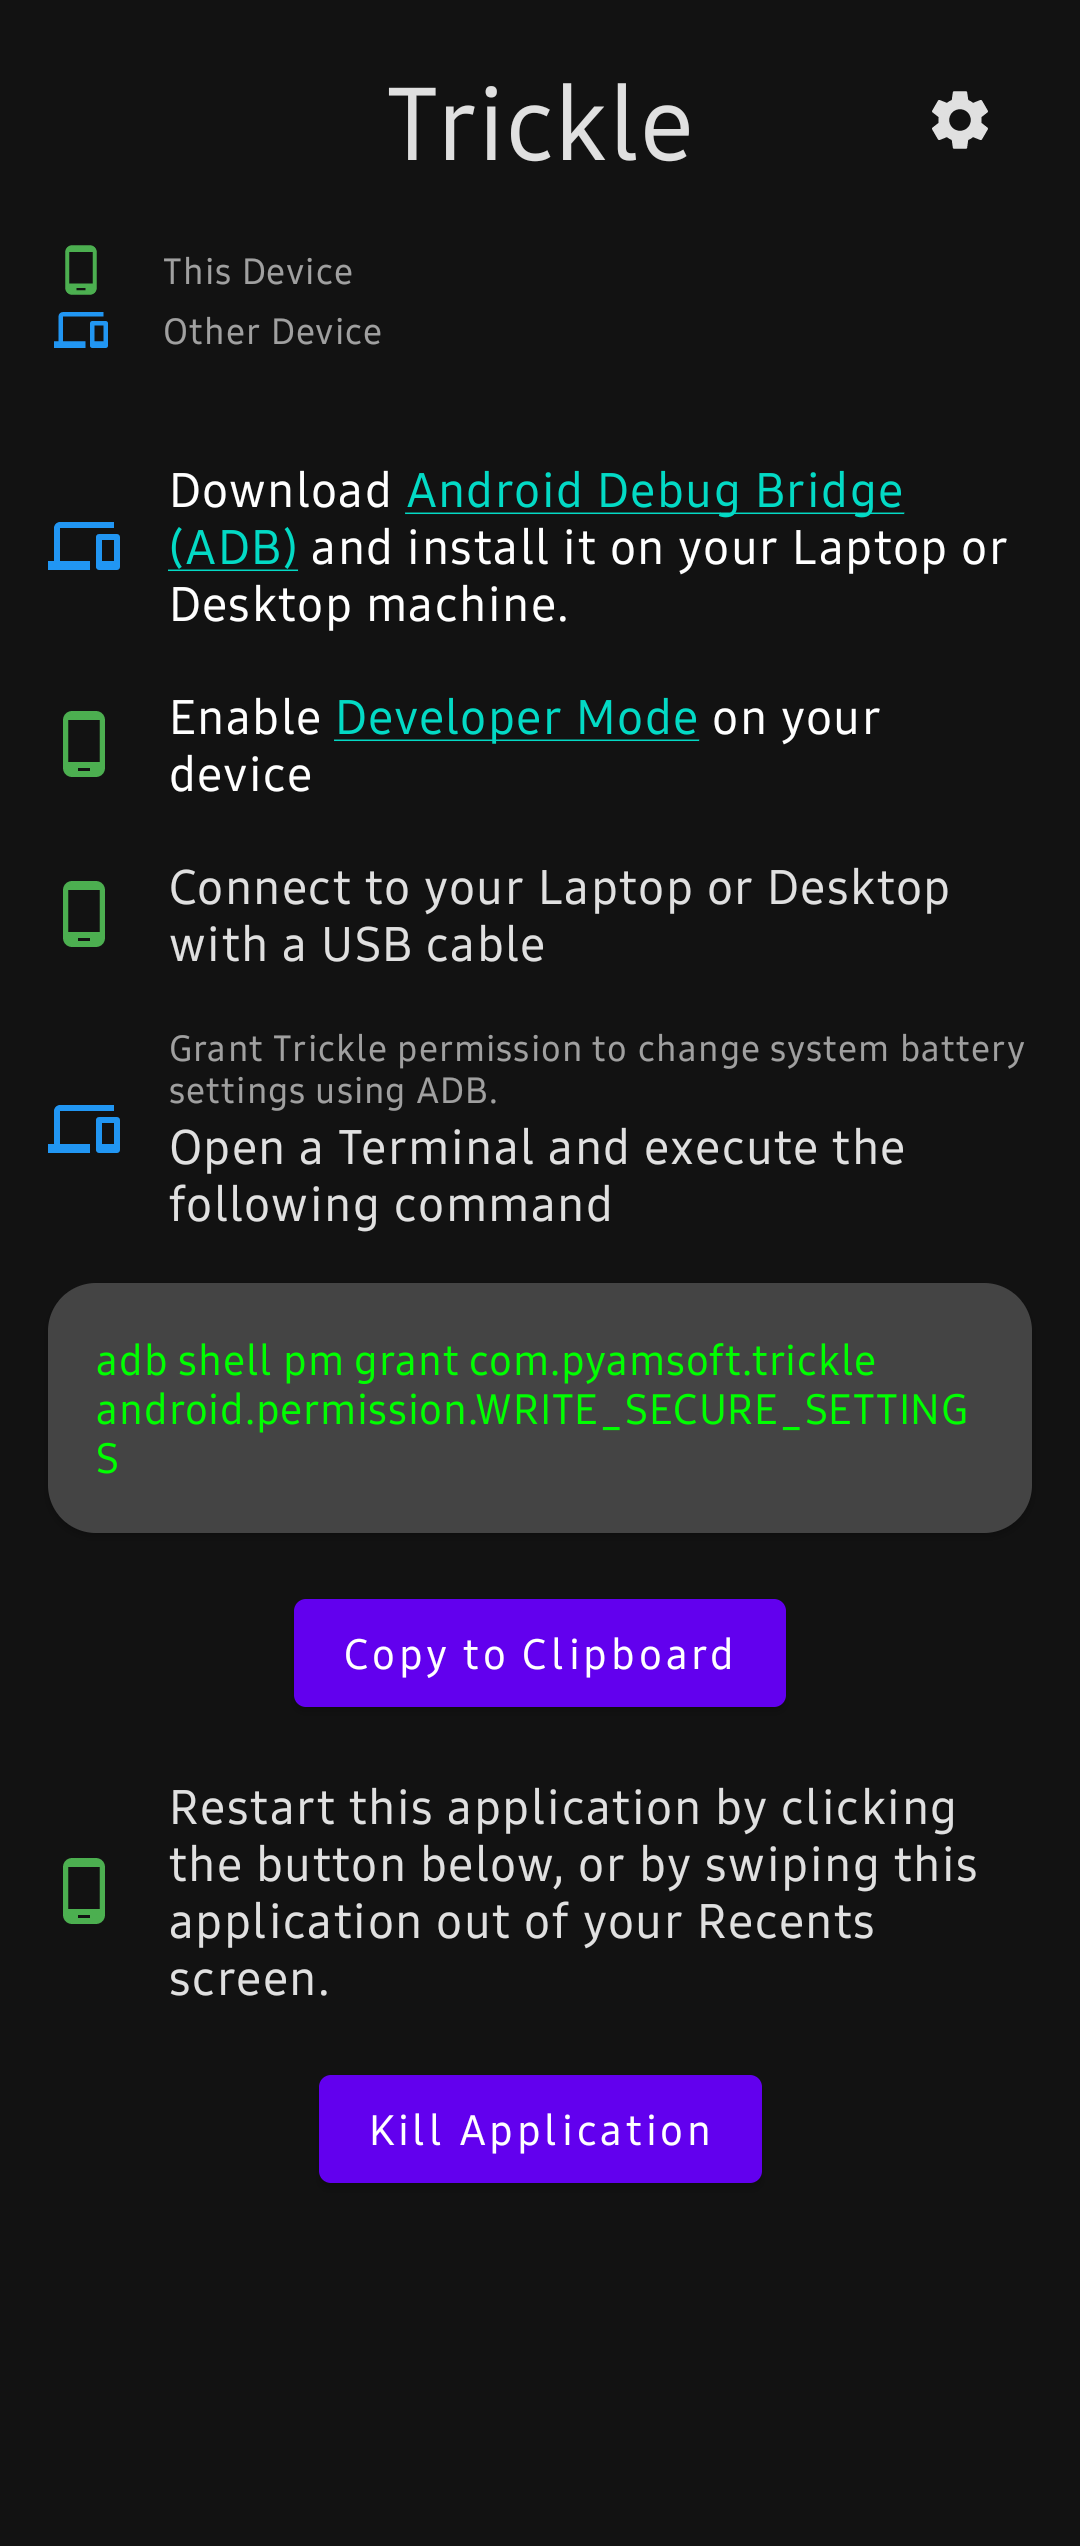 Trickle
This Device
Other Device
Download Android Debug Bridge
(ADB) and install it on your Laptop or
Desktop machine.
Enable Developer Mode on your
device
Connect to your Laptop or Desktop
with a USB cable
Grant Trickle permission to change system battery
settings using ADB.
Open a Terminal and execute the
following command
adb shell pm grant com.pyamsoft.trickle
android.permission.WRITE_SECURE_SETTING
S
Copy to Clipboard
Restart this application by clicking
the button below, or by swiping this
application out of your Recents
screen.
Kill Application